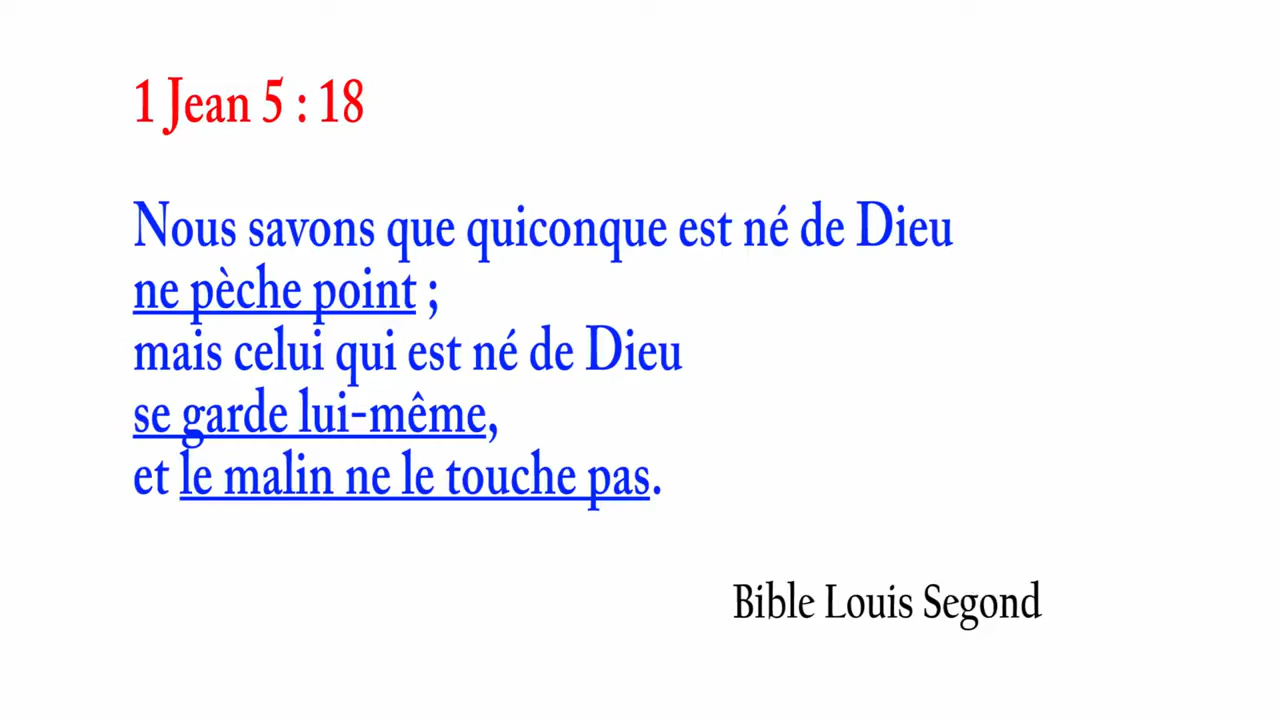 1 Jean 5 : 18
Nous savons que quiconque est né de Dieu
ne pèche point ;
mais celui qui est né de Dieu
se garde lui-même,
et le malin ne le touche pas.
Bible Louis Segond